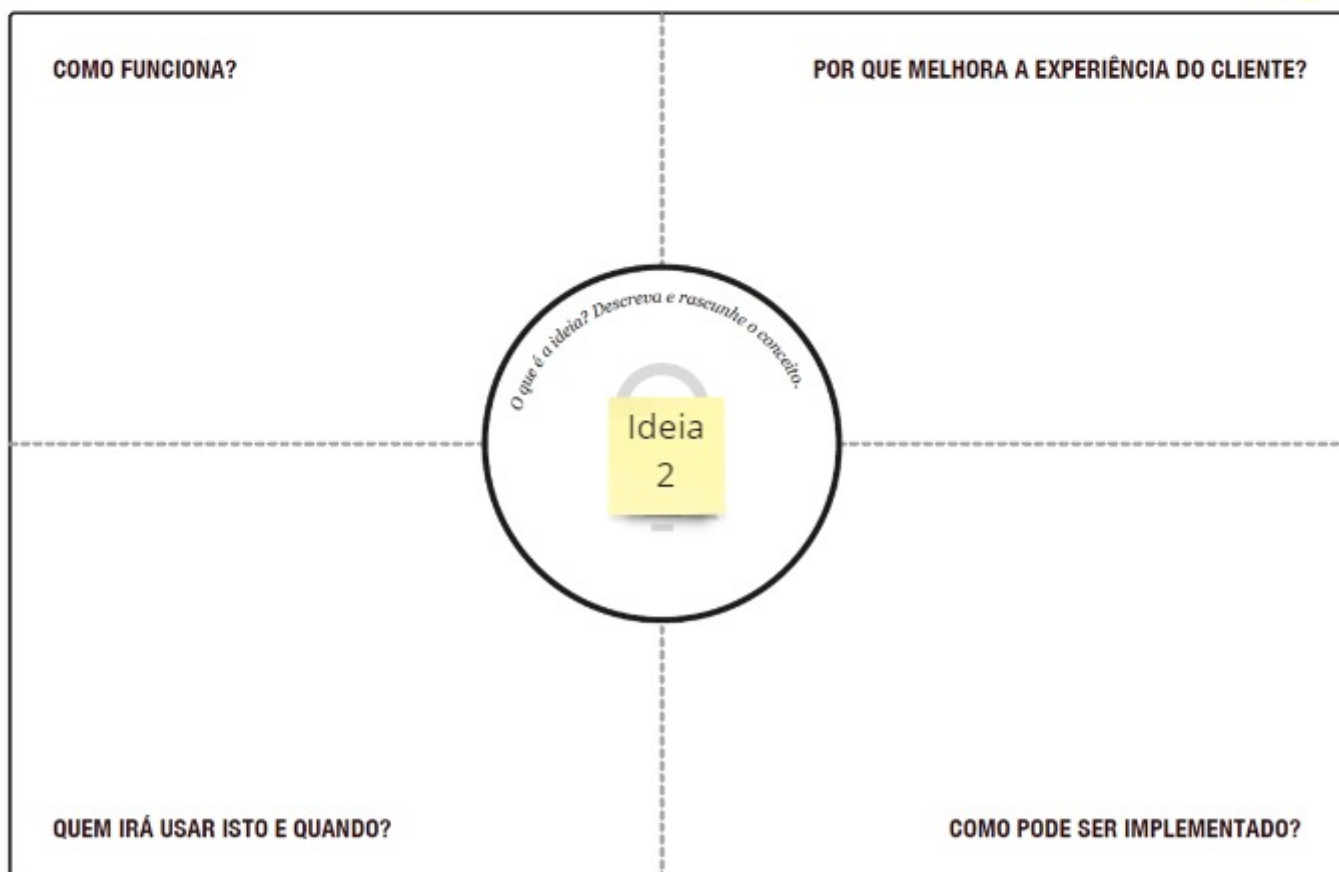 COMO FUNCIONA?
POR QUE MELHORA A EXPERIÊNCIA DO CLIENTE?
O que é a ideia? Descreva e rascunhe o conceito.
Ideia
2
QUEM IRÁ USAR ISTO E QUANDO?
COMO PODE SER IMPLEMENTADO?